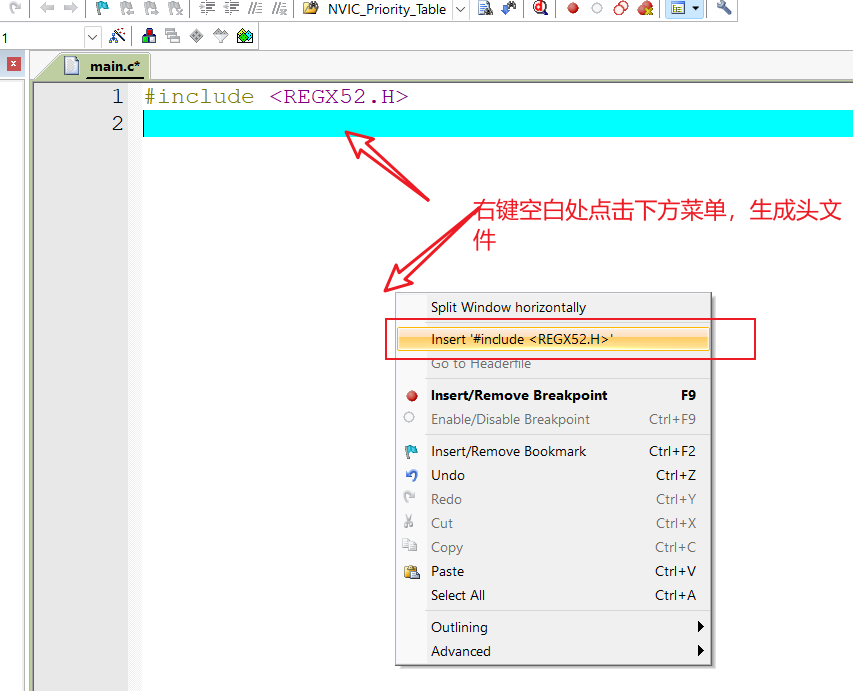 NVIC_Priority_Table
1
main.c*
1 #include <REGX52.H>
2
右键空白处点击下方菜单，生成头文
件
Split Window horizontally
Insert '#include <REGX52.H>'
Go to Headerfile
Insert/Remove Breakpoint F9
Enable/Disable Breakpoint Ctrl+F9
Insert/Remove Bookmark Ctrl+F2
Undo Ctrl+Z
Redo Ctrl+Y
Cut Ctrl+X
Copy Ctrl+C
Paste Ctrl+V
Select All Ctrl+A
Outlining
Advanced